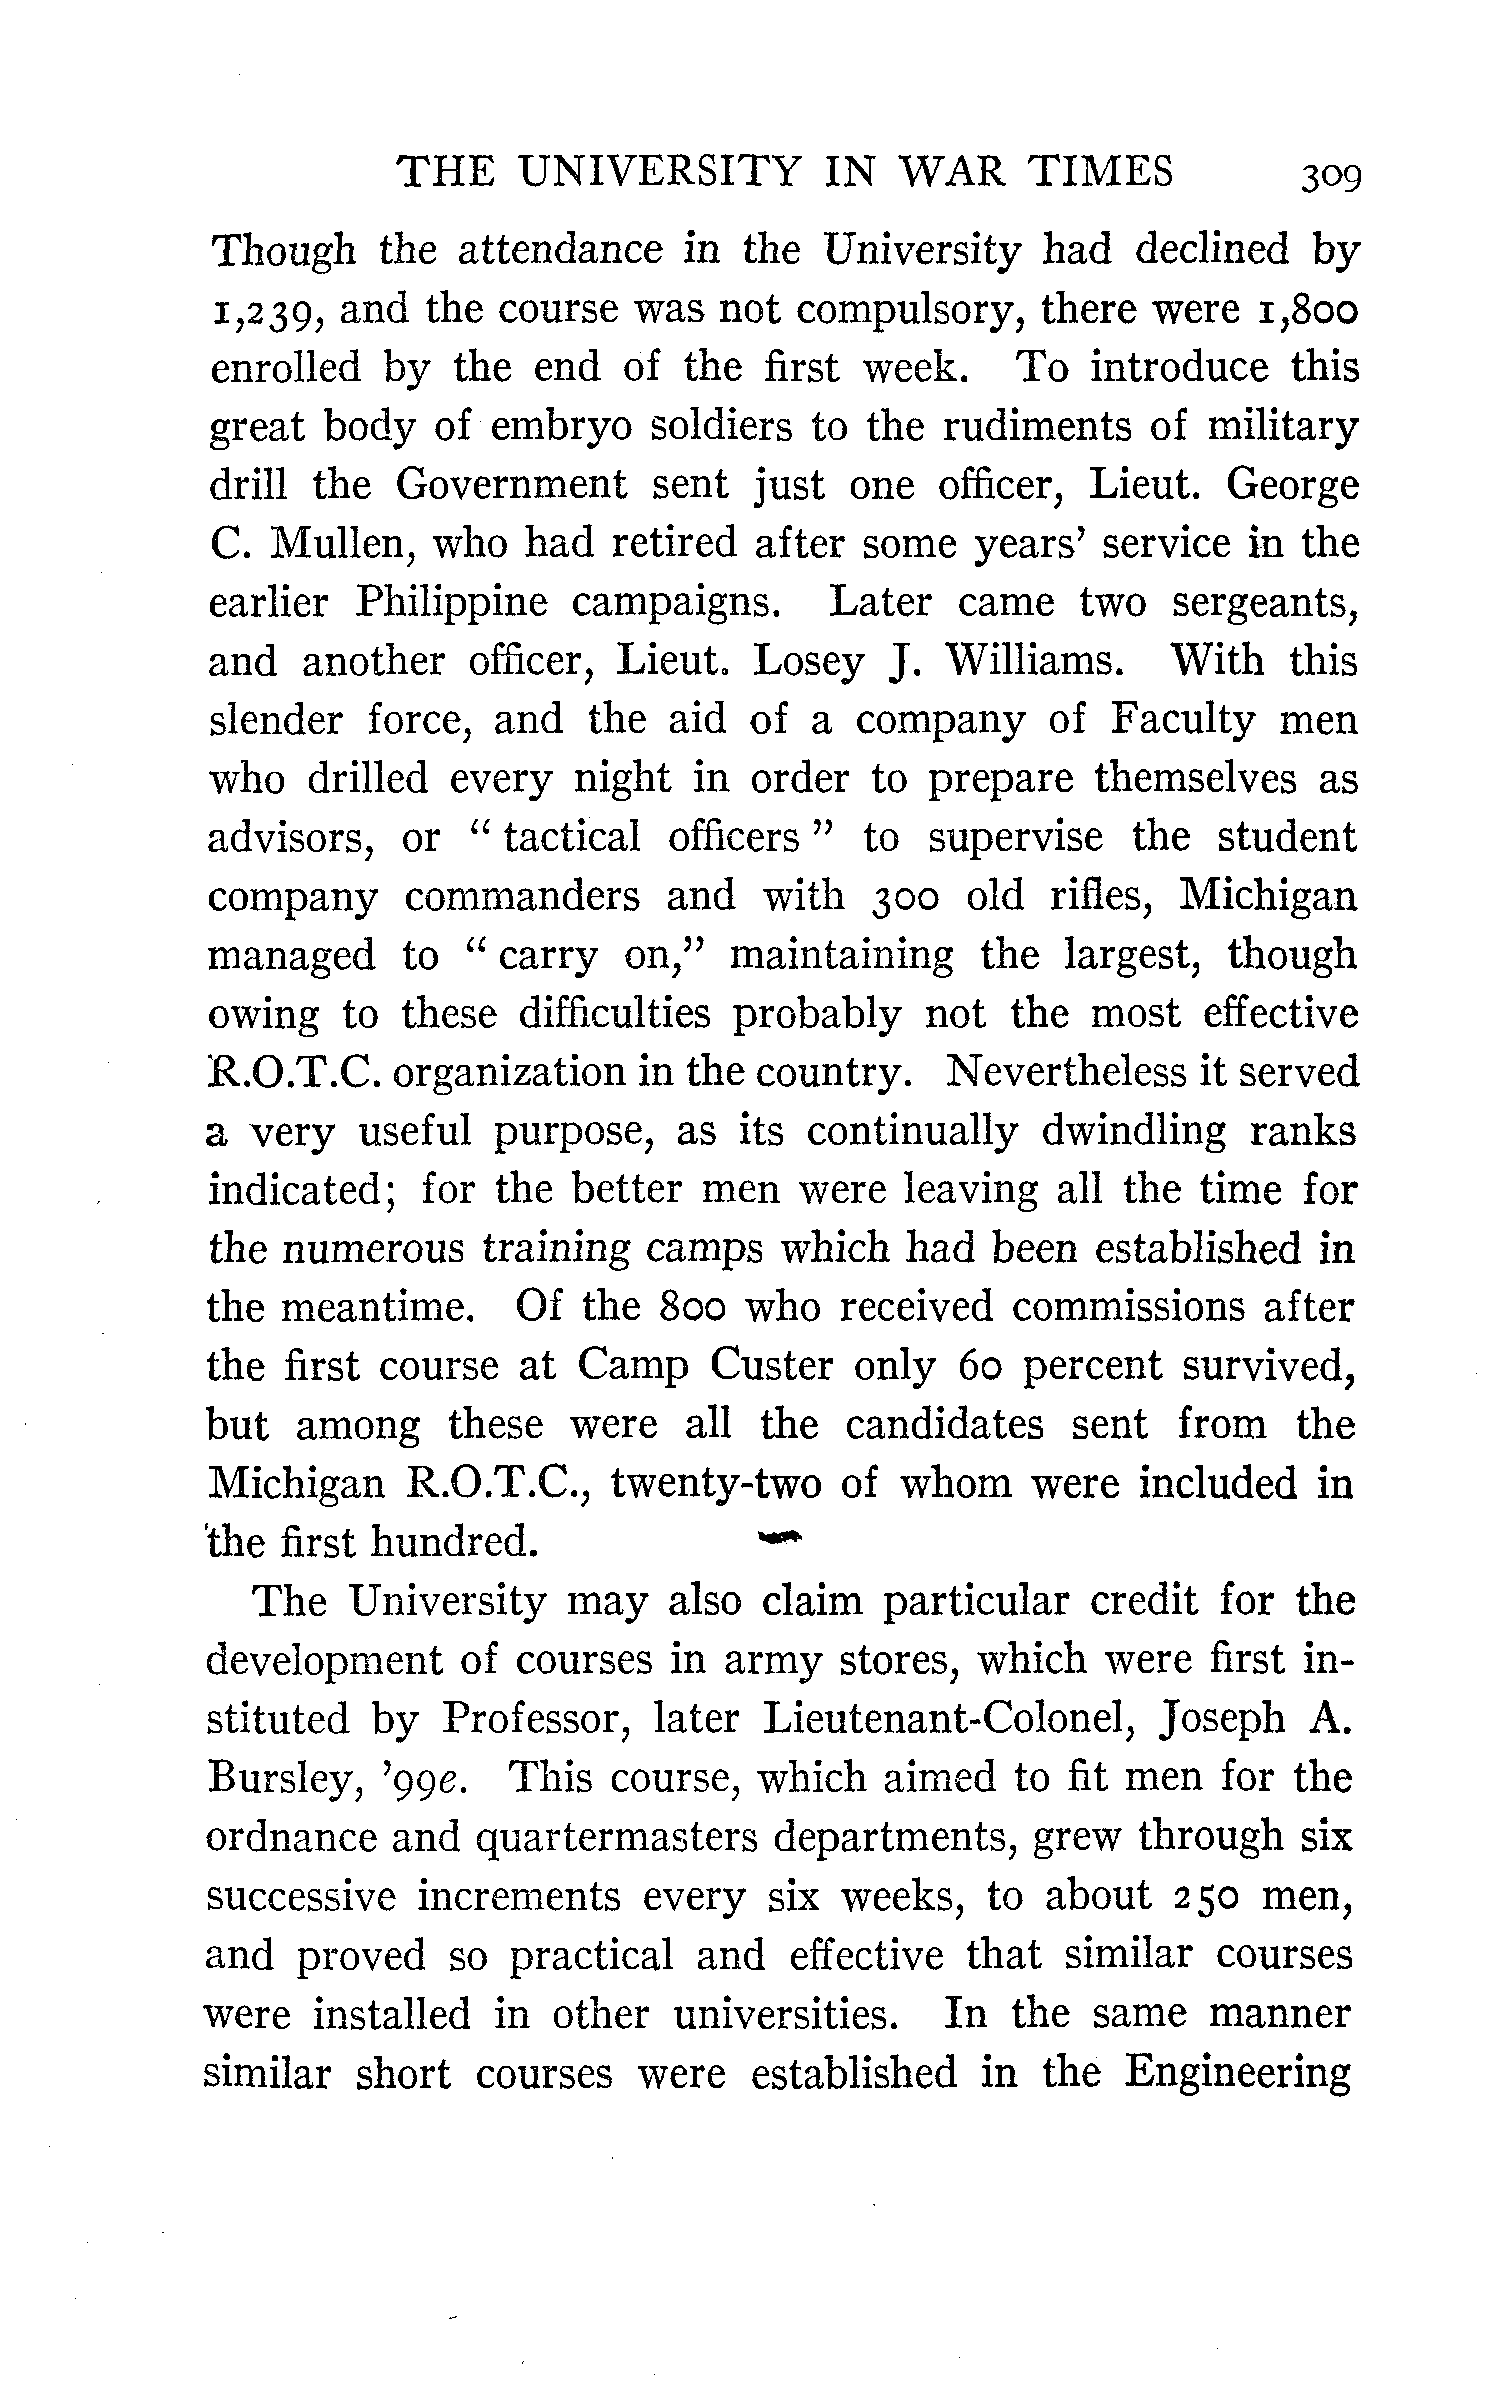 THE UNIVERSITY IN WAR TIMES 309
Though the attendance in the University had declined by
1,239, and the course was not compulsory, there were 1,800
enrolled by the end of the first week. To introduce this
great body of embryo soldiers to the rudiments of military
drill the Government sent just one officer, Lieut. George
C. Mullen, who had retired after some years' service in the
earlier Philippine campaigns. Later came two sergeants,
and another officer, Lieut. Losey J. Williams. With this
slender force, and the aid of a company of Faculty men
who drilled every night in order to prepare themselves as
advisors, or " tactical officers " to supervise the student
company commanders and with 300 old rifles, Michigan
managed to " carry on," maintaining the largest, though
owing to these difficulties probably not the most effective
R.O.T.C. organization in the country. Nevertheless it served
a very useful purpose, as its continually dwindling ranks
indicated; for the better men were leaving all the time for
the numerous training camps which had been established in
the meantime. Of the 800 who received commissions after
the first course at Camp Custer only 60 percent survived,
but among these were all the candidates sent from the
Michigan R.O.T.C., twenty-two of whom were included in
the first hundred.
The University may also claim particular credit for the
development of courses in army stores, which were first in-
stituted by Professor, later Lieutenant-Colonel, Joseph A.
Bursley, '99e. This course, which aimed to fit men for the
ordnance and quartermasters departments, grew through six
successive increments every six weeks, to about 250 men,
and proved so practical and effective that similar courses
were installed in other universities. In the same manner
similar short courses were established in the Engineering